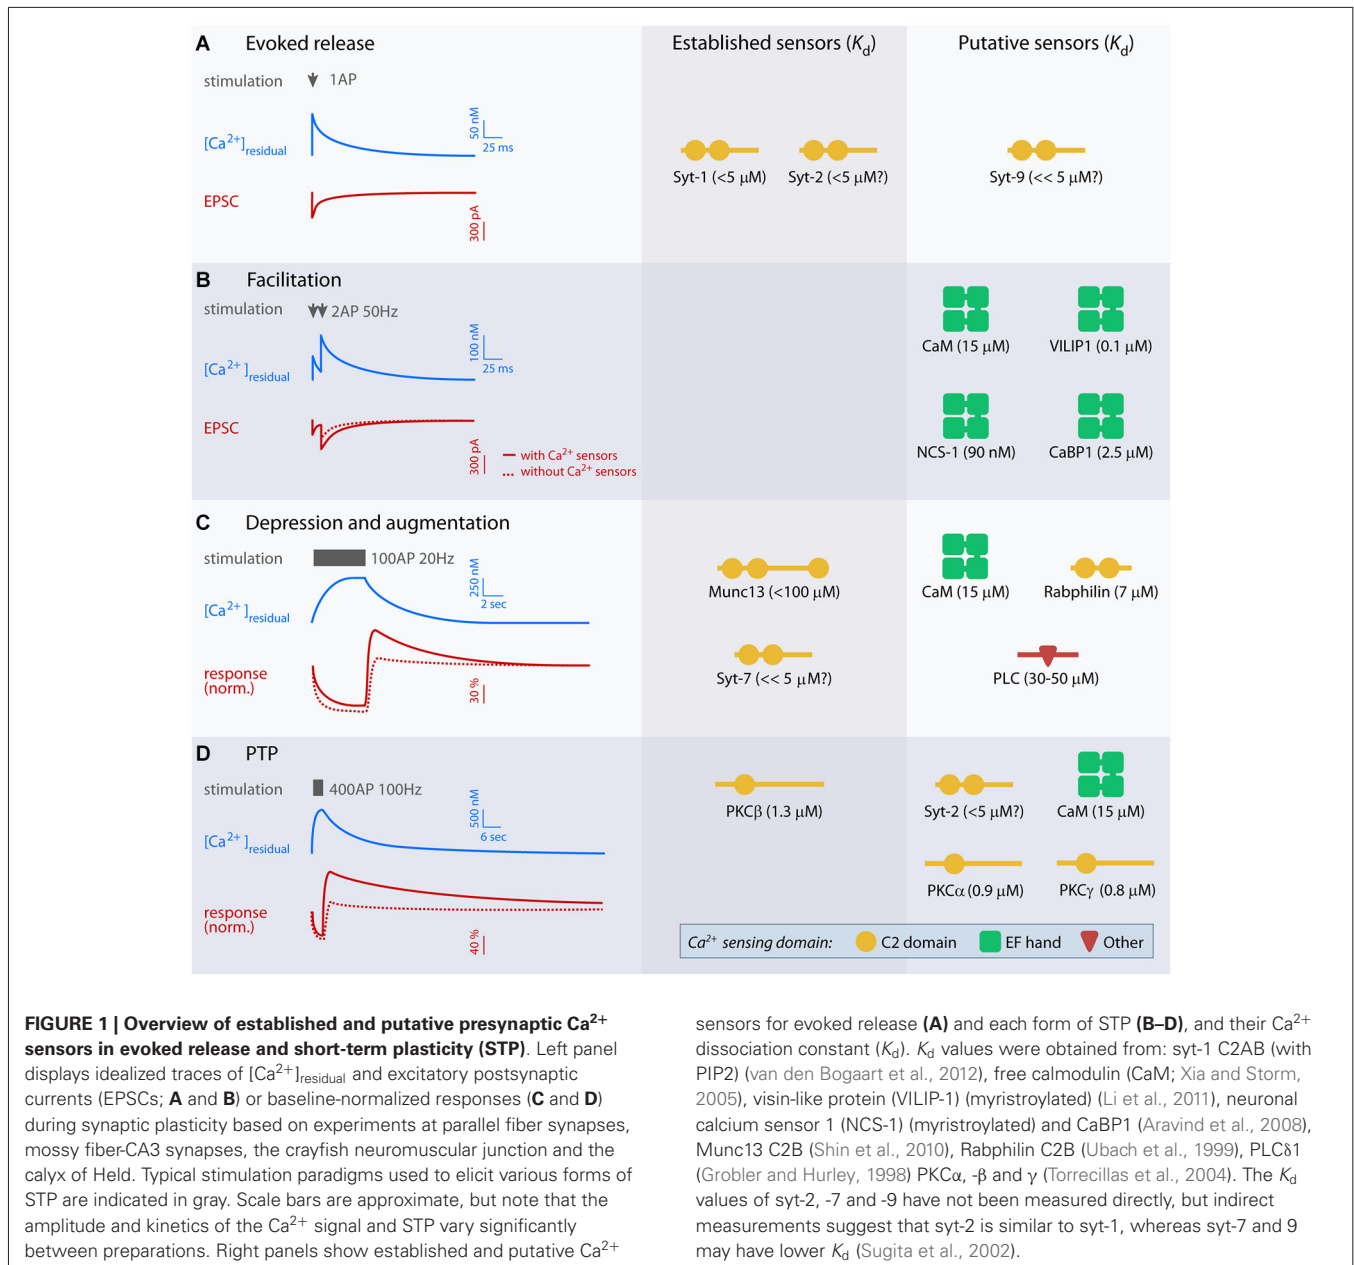 A Evoked release
Established sensors (Kd)
Putative sensors (Kd)
stimulation
1AP
[Ca2+]residual
50 nM
25 ms
EPSC
300 pA
Syt-1 (<5 μM)
Syt-2 (<5 μM?)
Syt-9 (<< 5 μM?)
B Facilitation
stimulation
2AP 50Hz
[Ca2+]residual
100 nM
25 ms
EPSC
300 pA
with Ca2+ sensors
without Ca2+ sensors
CaM (15 μM)
VILIP1 (0.1 μM)
NCS-1 (90 nM)
CaBP1 (2.5 μM)
C Depression and augmentation
stimulation
100AP 20Hz
[Ca2+]residual
250 nM
2 sec
response
(norm.)
30 %
Munc13 (<100 μM)
CaM (15 μM)
Rabphilin (7 μM)
Syt-7 (<< 5 μM?)
PLC (30-50 μM)
D PTP
stimulation
400AP 100Hz
[Ca2+]residual
500 nM
6 sec
response
(norm.)
40 %
PKCβ (1.3 μM)
Syt-2 (<5 μM?)
CaM (15 μM)
PKCα (0.9 μM)
PKCγ (0.8 μM)
Ca2+ sensing domain: C2 domain EF hand Other
FIGURE 1 | Overview of established and putative presynaptic Ca2+
sensors in evoked release and short-term plasticity (STP). Left panel
displays idealized traces of [Ca2+]residual and excitatory postsynaptic
currents (EPSCs; A and B) or baseline-normalized responses (C and D)
during synaptic plasticity based on experiments at parallel fiber synapses,
mossy fiber-CA3 synapses, the crayfish neuromuscular junction and the
calyx of Held. Typical stimulation paradigms used to elicit various forms of
STP are indicated in gray. Scale bars are approximate, but note that the
amplitude and kinetics of the Ca2+ signal and STP vary significantly
between preparations. Right panels show established and putative Ca2+
sensors for evoked release (A) and each form of STP (B–D), and their Ca2+
dissociation constant (Kd). Kd values were obtained from: syt-1 C2AB (with
PIP2) (van den Bogaart et al., 2012), free calmodulin (CaM; Xia and Storm,
2005), visin-like protein (VILIP-1) (myristroylated) (Li et al., 2011), neuronal
calcium sensor 1 (NCS-1) (myristroylated) and CaBP1 (Aravind et al., 2008),
Munc13 C2B (Shin et al., 2010), Rabphilin C2B (Ubach et al., 1999), PLCδ1
(Grobler and Hurley, 1998) PKCα, -β and γ (Torrecillas et al., 2004). The Kd
values of syt-2, -7 and -9 have not been measured directly, but indirect
measurements suggest that syt-2 is similar to syt-1, whereas syt-7 and 9
may have lower Kd (Sugita et al., 2002).